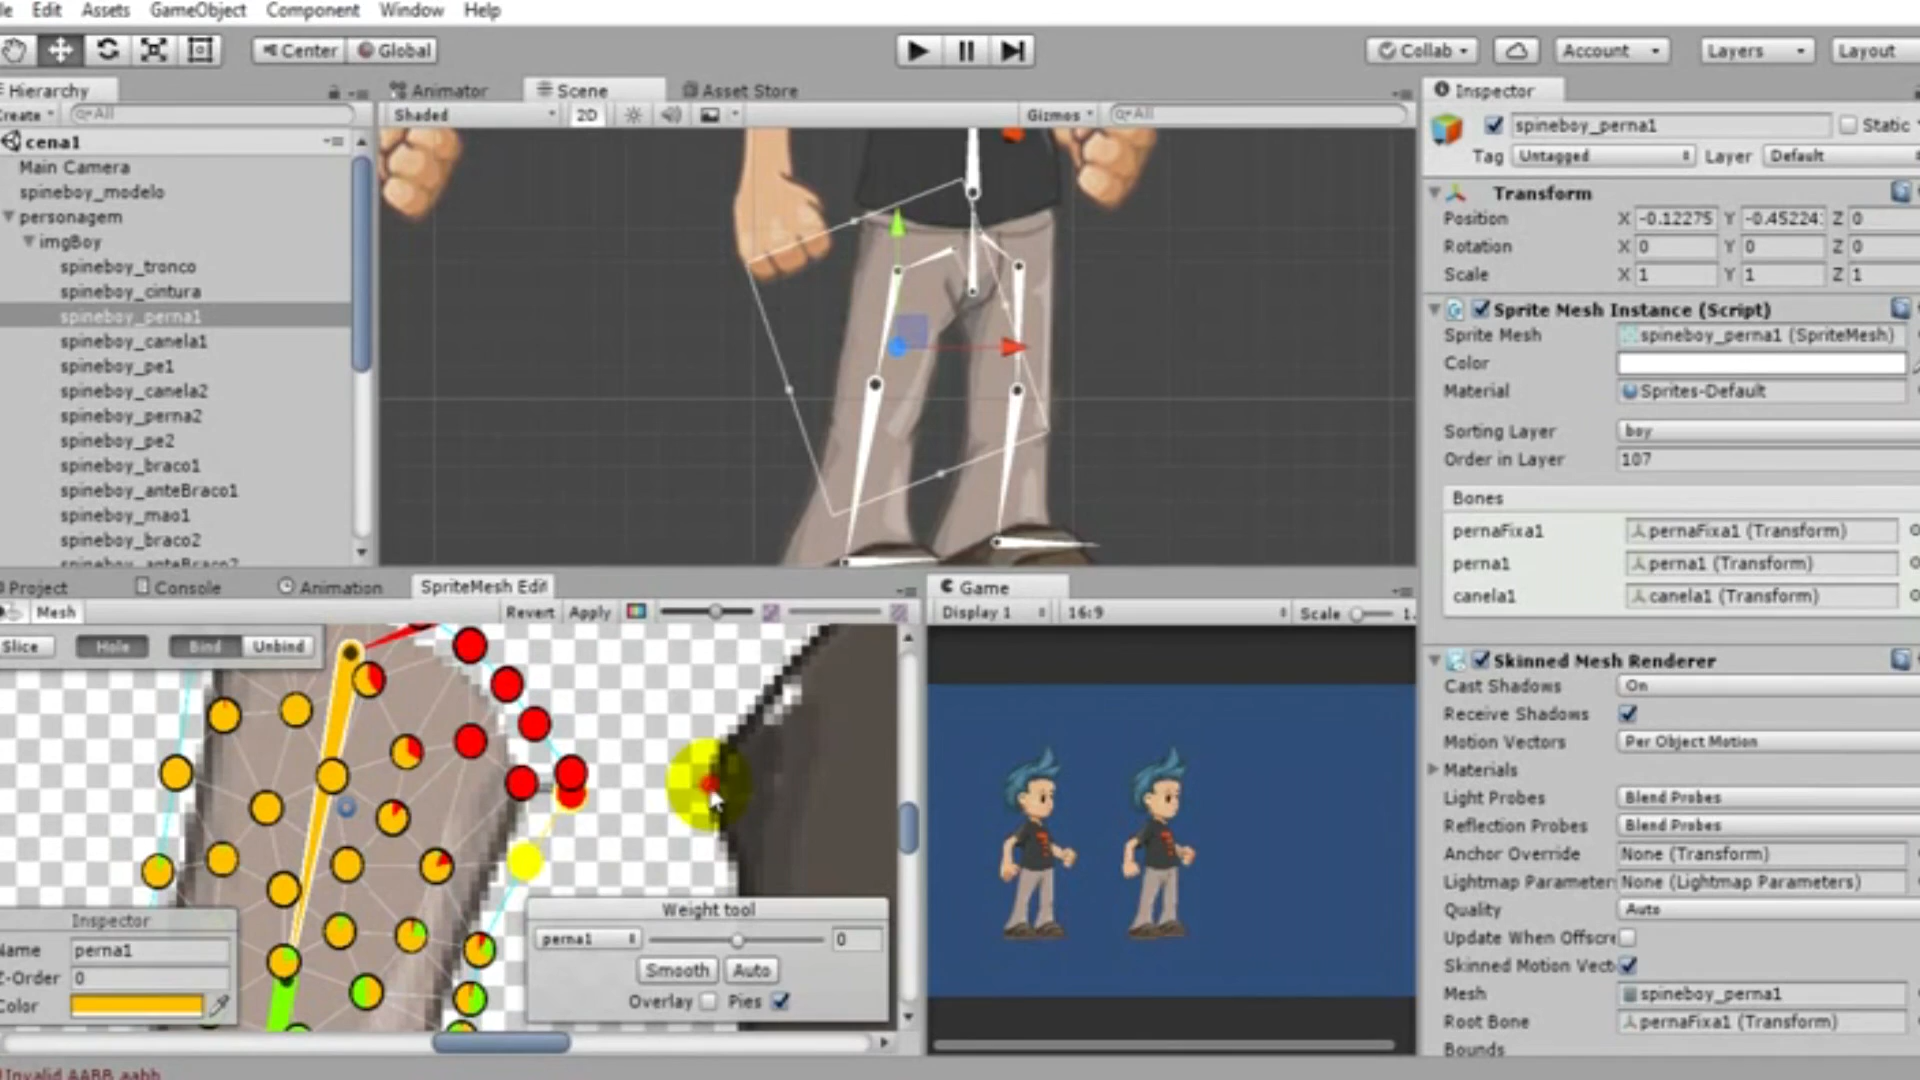 le Edit Assets GameObject Component Window Help
Center Global Collab Account Layers Layout
Hierarchy Animator Scene Asset Store Inspector
reate All Shaded 2D Gizmos All
spineboy_perna1 Static
cena1
Tag Untagged Layer Default
Main Camera
spineboy_modelo
Transform
personagem
Position X -0.12275 Y -0.45224: Z 0
imgBoy
Rotation X 0 Y 0 Z 0
spineboy_tronco
Scale X 1 Y 1 Z 1
spineboy_cintura
Sprite Mesh Instance (Script)
spineboy_perna1
Sprite Mesh spineboy_perna1 (SpriteMesh)
spineboy_canela1
Color
spineboy_pe1
Material Sprites-Default
spineboy_canela2
spineboy_perna2
Sorting Layer boy
spineboy_pe2
Order in Layer 107
spineboy_braco1
spineboy_anteBraco1
Bones
spineboy_mao1
pernaFixa1 pernaFixa1 (Transform)
spineboy_braco2
perna1 perna1 (Transform)
spineboy_anteBraco2
canela1 canela1 (Transform)
Project Console Animation SpriteMesh Edit Game
Mesh Revert Apply Display 1 16:9 Scale 1.
Slice Hole Bind Unbind
Skinned Mesh Renderer
Cast Shadows On
Receive Shadows
Motion Vectors Per Object Motion
Materials
Light Probes Blend Probes
Reflection Probes Blend Probes
Anchor Override None (Transform)
Lightmap Parameters None (Lightmap Parameters)
Quality Auto
Update When Offscre
Skinned Motion Vect
Mesh spineboy_perna1
Root Bone pernaFixa1 (Transform)
Bounds
Inspector
Name perna1
Z-Order 0
Color
Weight tool
perna1 0
Smooth Auto
Overlay Pies
Invalid AABB aabb